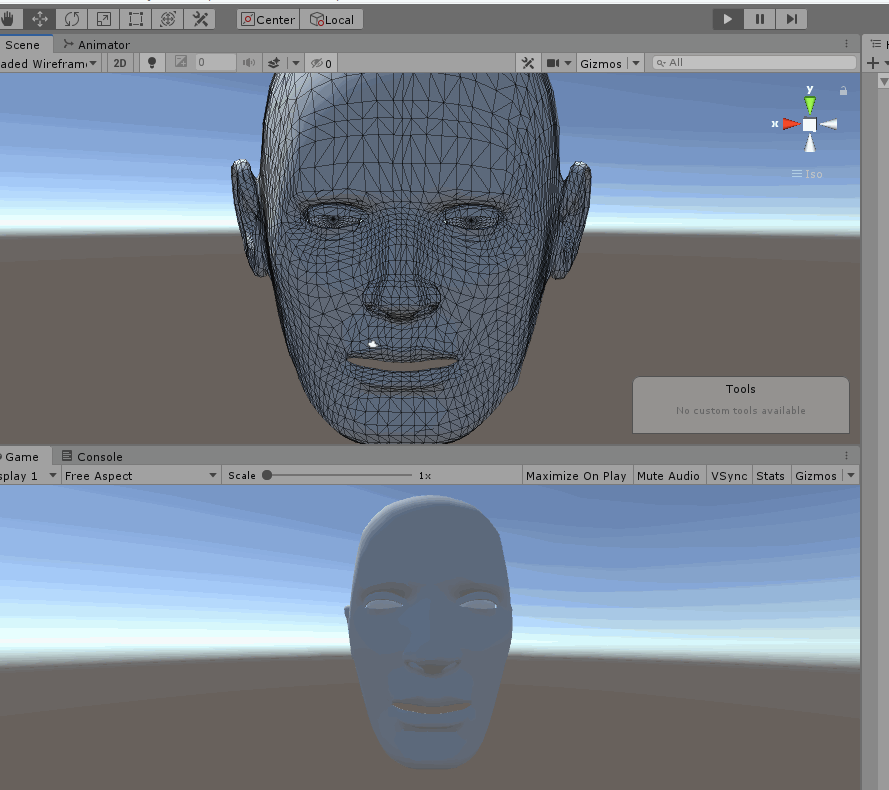 Center Local
Scene Animator
aded Wirefram 2D 0 0 Gizmos All
y
x
Iso
Tools
No custom tools available
Game Console
splay 1 Free Aspect Scale 1x Maximize On Play Mute Audio VSync Stats Gizmos